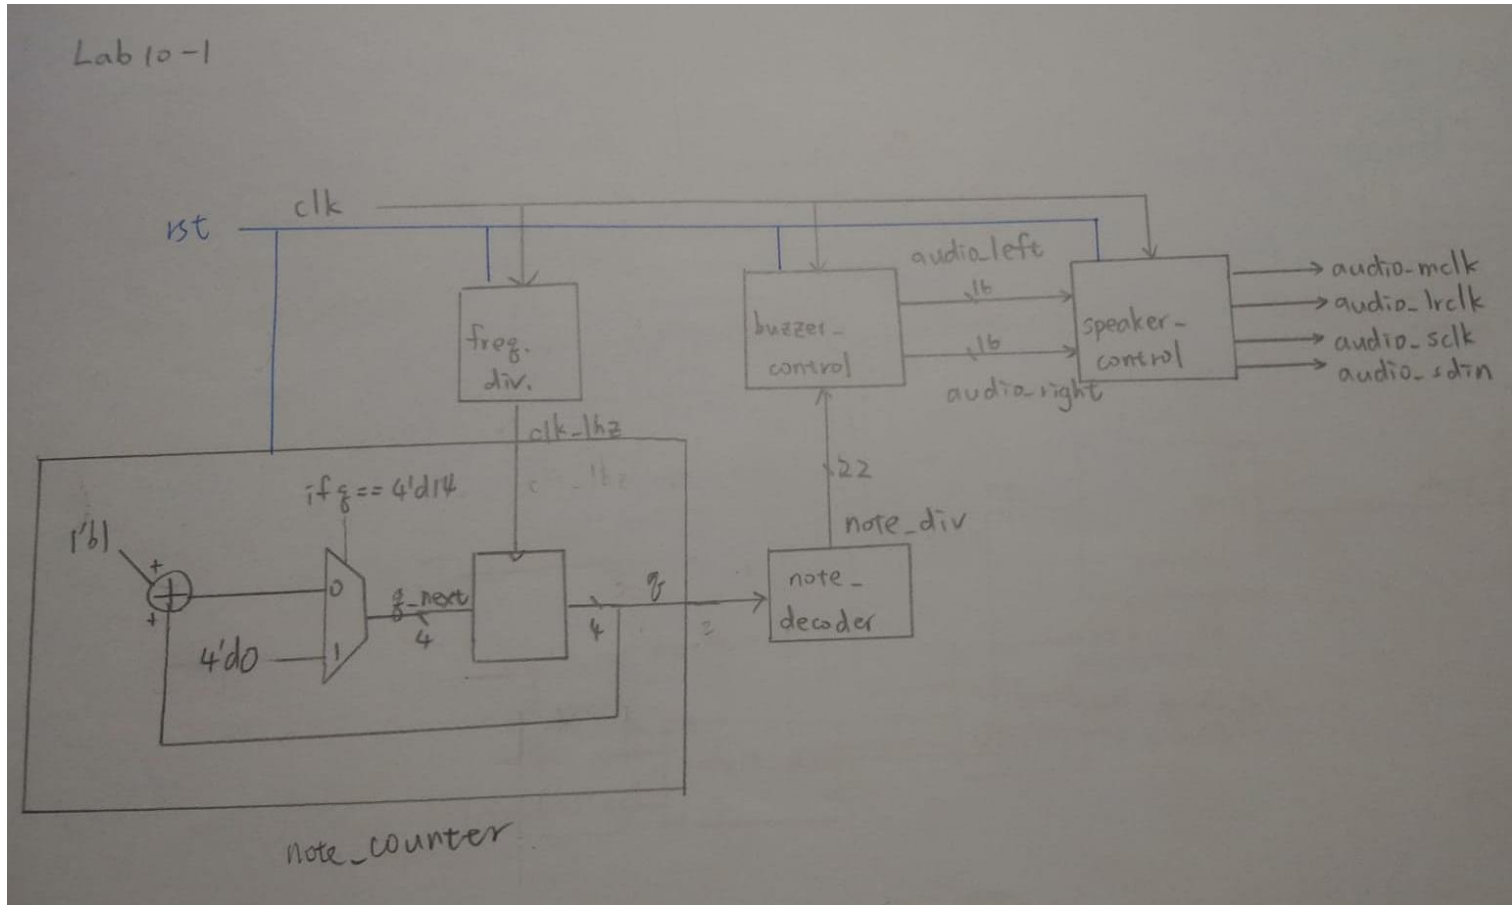 Lab 10-1
clk
rst
audio_left
16
audio_mclk
audio_lrclk
audio_sclk
audio_sdin
freq.
div.
buzzer_
control
16
audio_right
speaker_
control
clk_1hz
if q == 4'd14
22
note_div
1'b1
+
+
0
q_next
4
4
q
4'd0
1
note_
decoder
note_counter